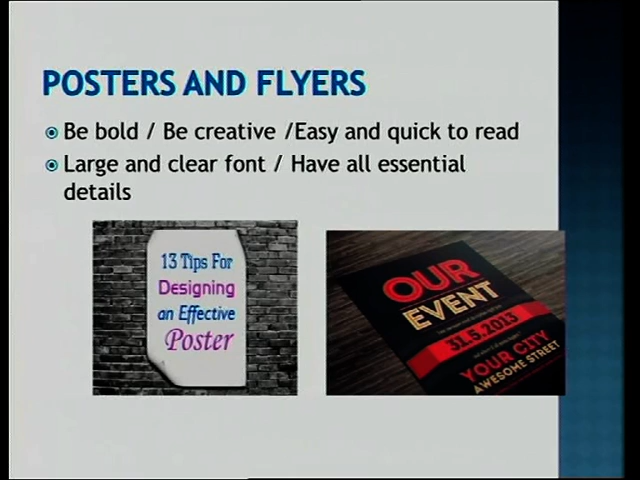 POSTERS AND FLYERS
Be bold / Be creative /Easy and quick to read
Large and clear font / Have all essential
details
13 Tips For
Designing
an Effective
Poster
OUR
EVENT
31.5.2013
YOUR CITY
AWESOME STREET